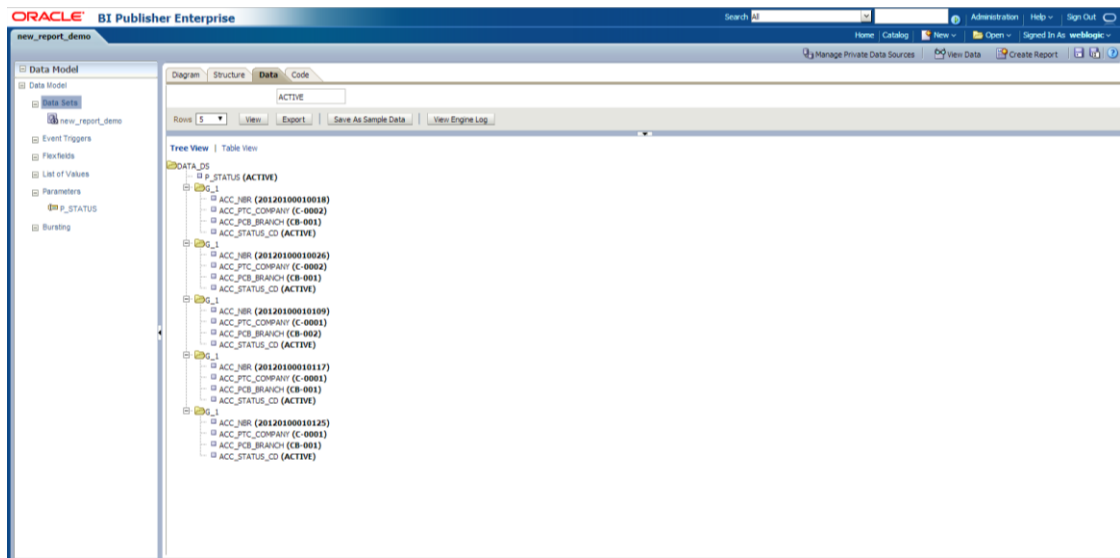 ORACLE BI Publisher Enterprise Search All Administration Help Sign Out
new_report_demo Home Catalog New Open Signed In As weblogic
Manage Private Data Sources View Data Create Report
Data Model
Data Model
Data Sets
new_report_demo
Event Triggers
Flexfields
List of Values
Parameters
P_STATUS
Bursting
Diagram Structure Data Code
ACTIVE
Rows 5 View Export Save As Sample Data View Engine Log
Tree View | Table View
DATA_DS
P_STATUS (ACTIVE)
G_1
ACC_NBR (20120100010018)
ACC_PTC_COMPANY (C-0002)
ACC_PCB_BRANCH (CB-001)
ACC_STATUS_CD (ACTIVE)
G_1
ACC_NBR (20120100010026)
ACC_PTC_COMPANY (C-0002)
ACC_PCB_BRANCH (CB-001)
ACC_STATUS_CD (ACTIVE)
G_1
ACC_NBR (20120100010109)
ACC_PTC_COMPANY (C-0001)
ACC_PCB_BRANCH (CB-002)
ACC_STATUS_CD (ACTIVE)
G_1
ACC_NBR (20120100010117)
ACC_PTC_COMPANY (C-0001)
ACC_PCB_BRANCH (CB-001)
ACC_STATUS_CD (ACTIVE)
G_1
ACC_NBR (20120100010125)
ACC_PTC_COMPANY (C-0001)
ACC_PCB_BRANCH (CB-001)
ACC_STATUS_CD (ACTIVE)